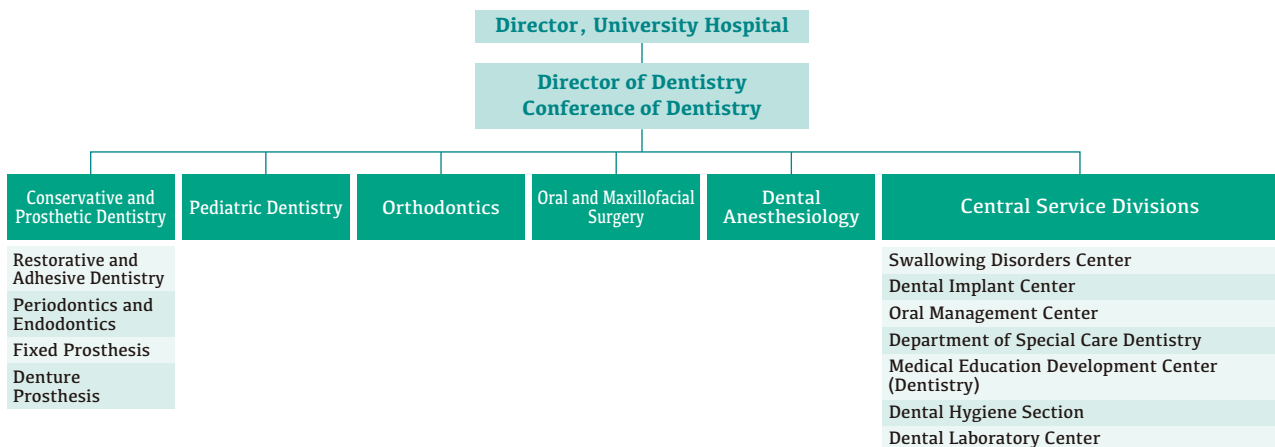 Director, University Hospital
Director of Dentistry
Conference of Dentistry
Conservative and
Prosthetic Dentistry
Pediatric Dentistry
Orthodontics
Oral and Maxillofacial
Surgery
Dental
Anesthesiology
Central Service Divisions
Restorative and
Adhesive Dentistry
Periodontics and
Endodontics
Fixed Prosthesis
Denture
Prosthesis
Swallowing Disorders Center
Dental Implant Center
Oral Management Center
Department of Special Care Dentistry
Medical Education Development Center
(Dentistry)
Dental Hygiene Section
Dental Laboratory Center